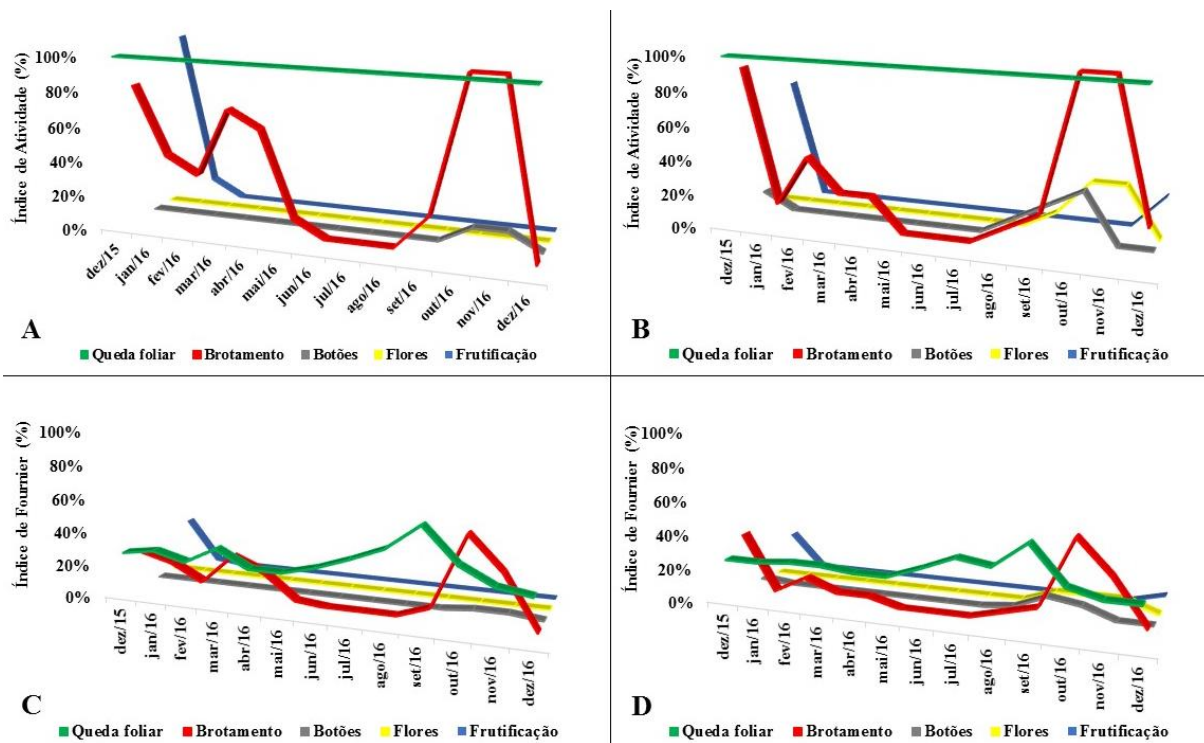 Índice de Atividade (%)
100%
80%
60%
40%
20%
0%
dez/15
jan/16
fev/16
mar/16
abr/16
mai/16
jun/16
jul/16
ago/16
set/16
out/16
nov/16
dez/16
A
Queda foliar Brotamento Botões Flores Frutificação
Índice de Atividade (%)
100%
80%
60%
40%
20%
0%
dez/15
jan/16
fev/16
mar/16
abr/16
mai/16
jun/16
jul/16
ago/16
set/16
out/16
nov/16
dez/16
B
Queda foliar Brotamento Botões Flores Frutificação
Índice de Fournier (%)
100%
80%
60%
40%
20%
0%
dez/15
jan/16
fev/16
mar/16
abr/16
mai/16
jun/16
jul/16
ago/16
set/16
out/16
nov/16
dez/16
C
Queda foliar Brotamento Botões Flores Frutificação
Índice de Fournier (%)
100%
80%
60%
40%
20%
0%
dez/15
jan/16
fev/16
mar/16
abr/16
mai/16
jun/16
jul/16
ago/16
set/16
out/16
nov/16
dez/16
D
Queda foliar Brotamento Botões Flores Frutificação